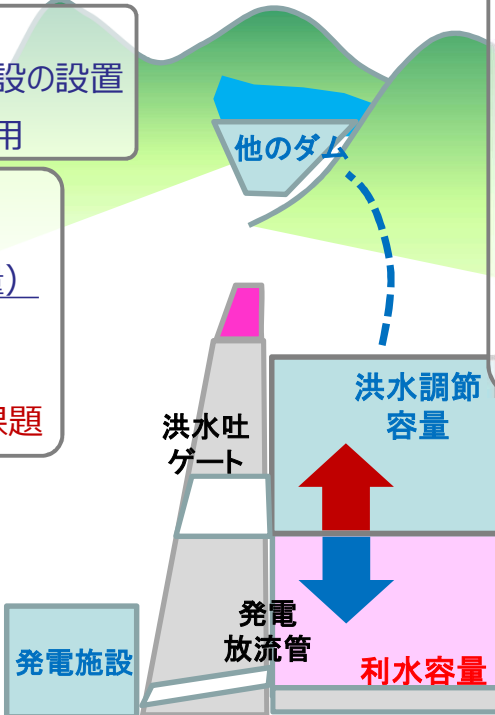 設の設置
用
)
課題
他のダム
洪水調節
容量
洪水吐
ゲート
発電
放流管
発電施設
利水容量